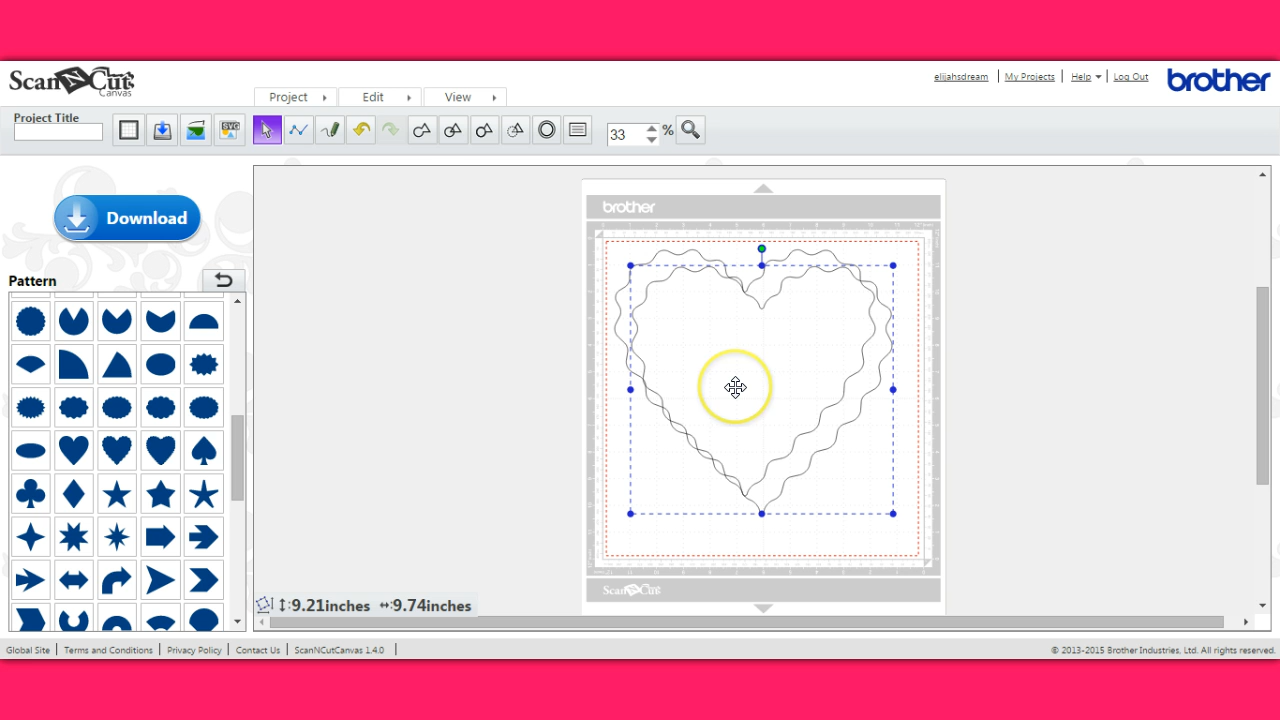 ScanNCut
Canvas
elijahsdream | My Projects | Help | Log Out
brother
Project
Edit
View
Project Title
SVG
33 %
Download
Pattern
brother
ScanNCut
9.21inches 9.74inches
Global Site | Terms and Conditions | Privacy Policy | Contact Us | ScanNCutCanvas 1.4.0 |
© 2013-2015 Brother Industries, Ltd. All rights reserved.